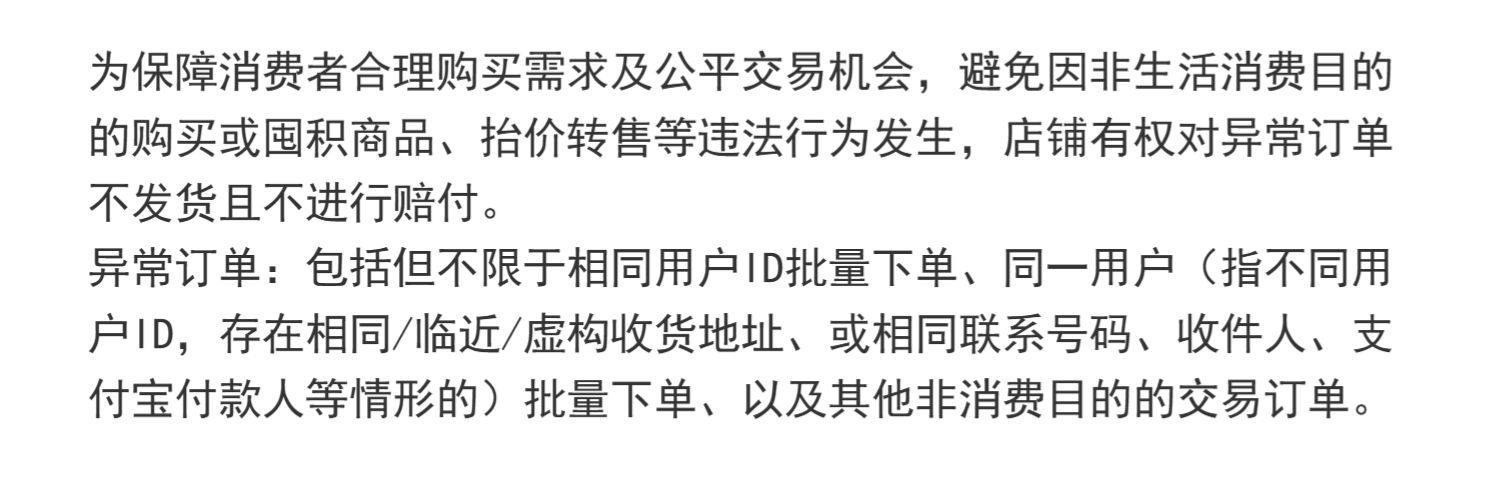 为保障消费者合理购买需求及公平交易机会，避免因非生活消费目的
的购买或囤积商品、抬价转售等违法行为发生，店铺有权对异常订单
不发货且不进行赔付。
异常订单：包括但不限于相同用户ID批量下单、同一用户（指不同用
户ID，存在相同/临近/虚构收货地址、或相同联系号码、收件人、支
付宝付款人等情形的）批量下单、以及其他非消费目的的交易订单。